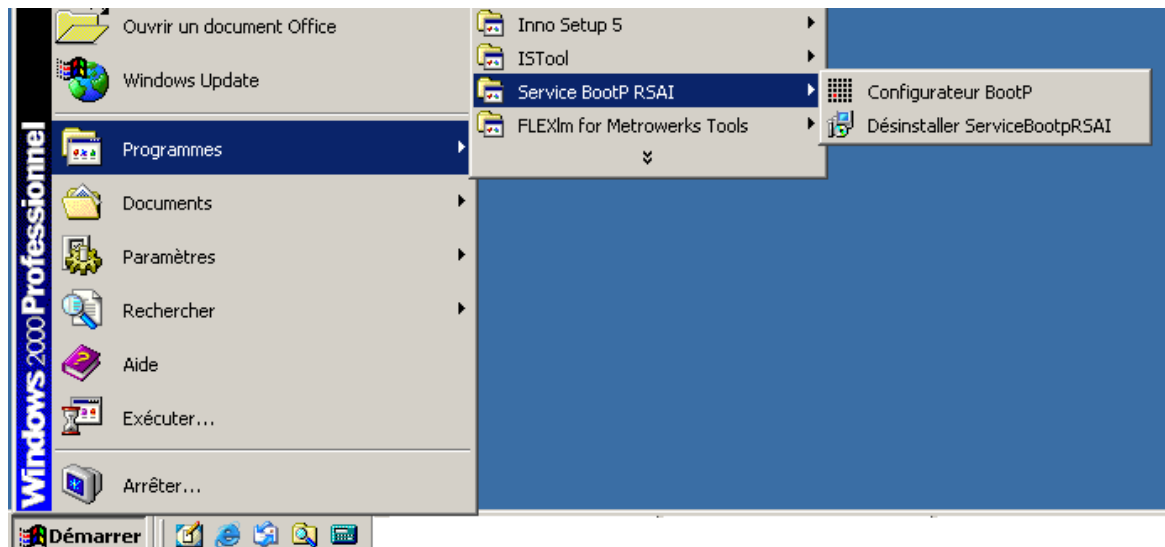 Ouvrir un document Office
Windows Update
Programmes
Documents
Paramètres
Rechercher
Aide
Exécuter...
Arrêter...
Windows 2000 Professionnel
Démarrer
Inno Setup 5
ISTool
Service BootP RSAI
FLEXlm for Metrowerks Tools
Configurateur BootP
Désinstaller ServiceBootpRSAI